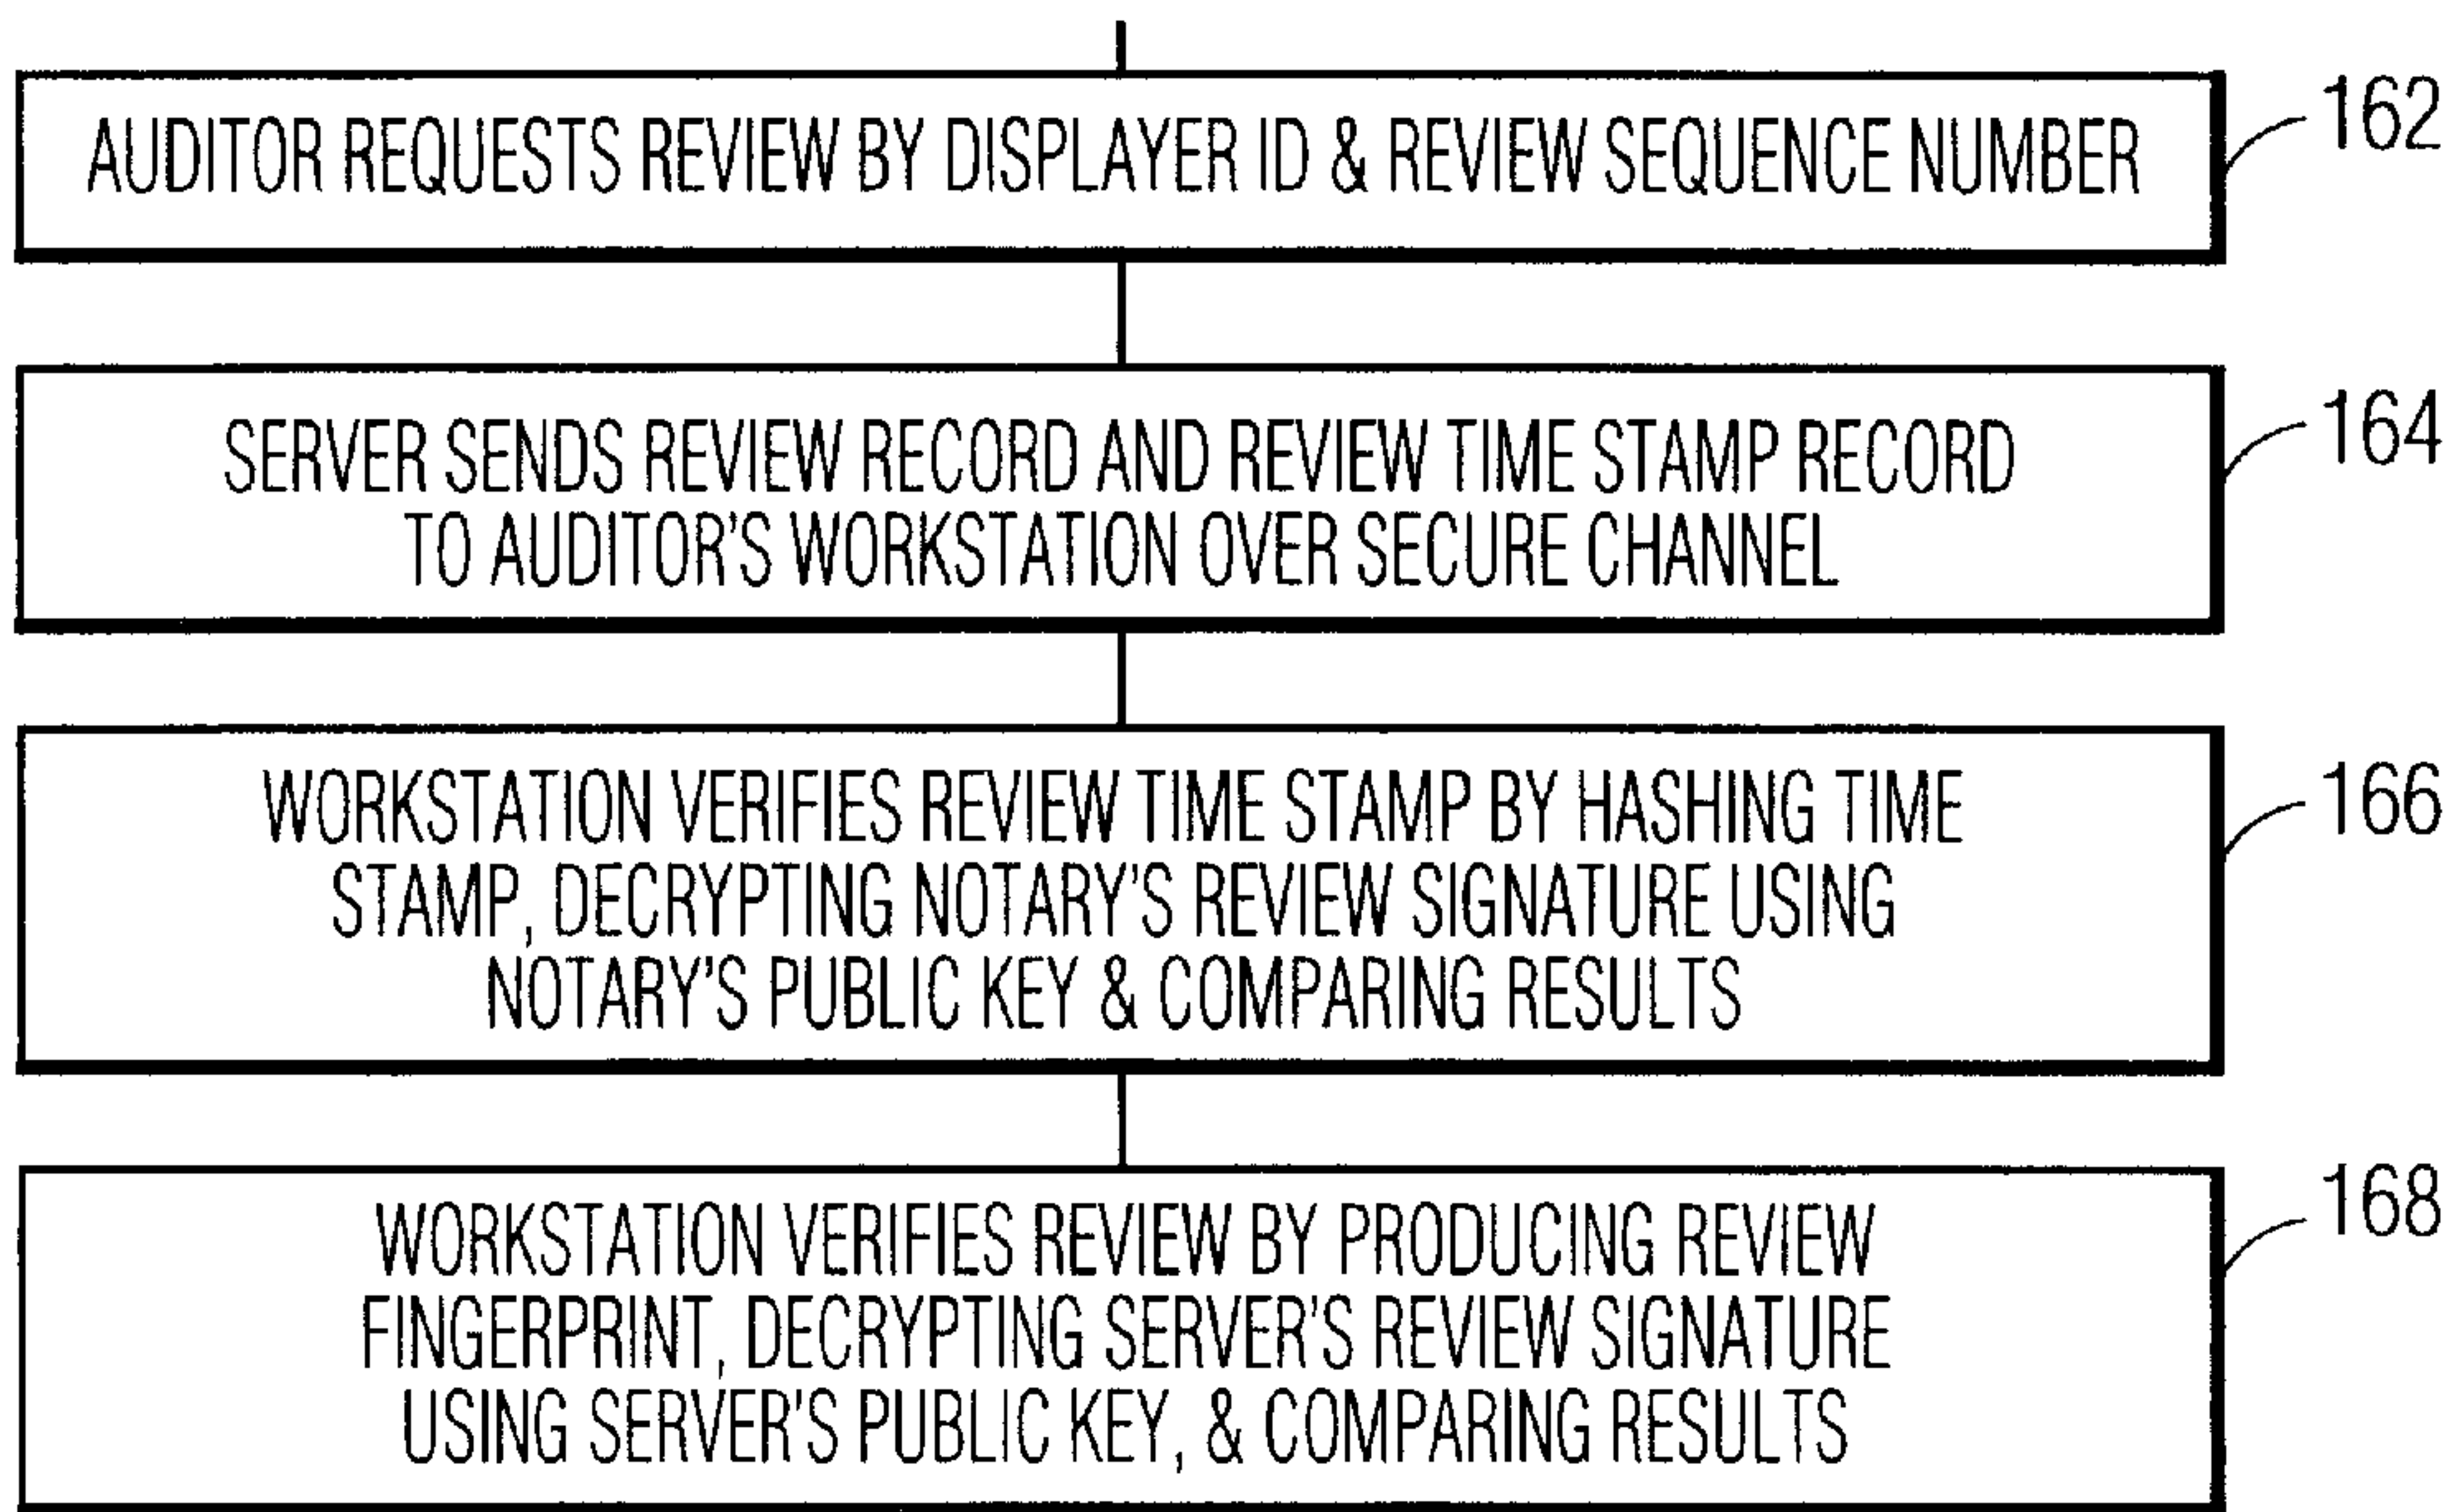 AUDITOR REQUESTS REVIEW BY DISPLAYER ID & REVIEW SEQUENCE NUMBER
162
SERVER SENDS REVIEW RECORD AND REVIEW TIME STAMP RECORD
TO AUDITOR'S WORKSTATION OVER SECURE CHANNEL
164
WORKSTATION VERIFIES REVIEW TIME STAMP BY HASHING TIME
STAMP, DECRYPTING NOTARY'S REVIEW SIGNATURE USING
NOTARY'S PUBLIC KEY & COMPARING RESULTS
166
WORKSTATION VERIFIES REVIEW BY PRODUCING REVIEW
FINGERPRINT, DECRYPTING SERVER'S REVIEW SIGNATURE
USING SERVER'S PUBLIC KEY, & COMPARING RESULTS
168